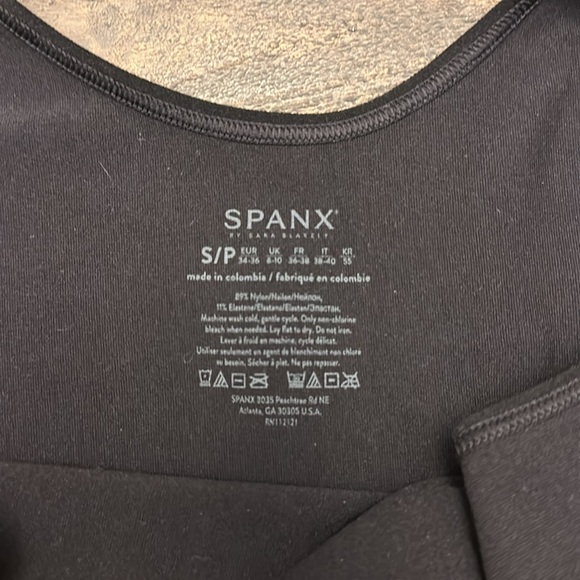 SPANX®
BY SARA BLAKELY
S/P EUR 34-36 UK 8-10 FR 36-38 IT 38-40 KR 55
made in colombia / fabriqué en colombie
89% Nylon/Nailon/Нейлон,
11% Elastane/Elastano/Elastan/Эластан.
Machine wash cold, gentle cycle. Only non-chlorine
bleach when needed. Lay flat to dry. Do not iron.
Laver à froid en machine, cycle délicat.
Utiliser seulement un agent de blanchiment non chloré
au besoin. Sécher à plat. Ne pas repasser.
SPANX 3035 Peachtree Rd NE
Atlanta, GA 30305 U.S.A.
RN112121